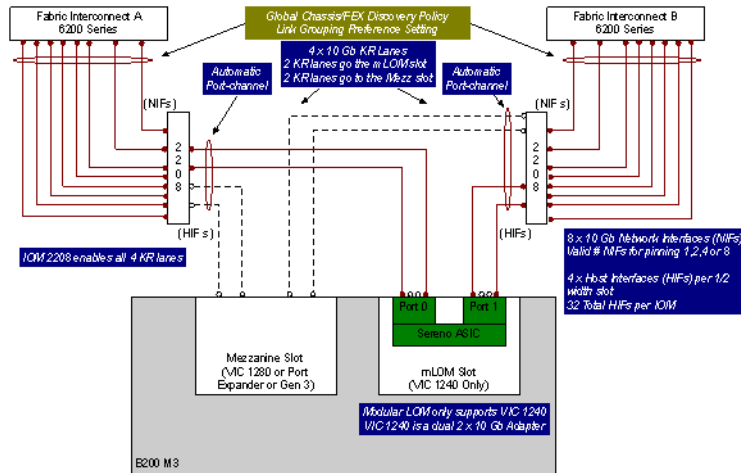 Fabric Interconnect A
6200 Series
Global Chassis/FEX Discovery Policy
Link Grouping Preference Setting
Fabric Interconnect B
6200 Series
4 x 10 Gb KR Lanes
2 KR lanes go the mLOM slot
2 KR lanes go to the Mezz slot
Automatic
Port-channel
Automatic
Port-channel
(NIFs)
(NIFs)
2
2
0
8
2
2
0
8
(HIFs)
(HIFs)
IOM 2208 enables all 4 KR lanes
8 x 10 Gb Network Interfaces (NIFs)
Valid # NIFs for pinning 1,2,4 or 8
4 x Host Interfaces (HIFs) per 1/2
width slot
32 Total HIFs per IOM
Port 0
Port 1
Sereno ASIC
Mezzanine Slot
(VIC 1280 or Port
Expander or Gen 3)
mLOM Slot
(VIC 1240 Only)
Modular LOM only supports VIC 1240
VIC 1240 is a dual 2 x 10 Gb Adapter
B200 M3